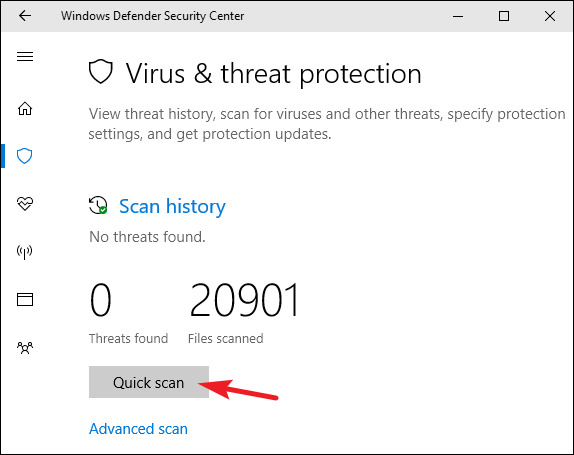 Windows Defender Security Center
Virus & threat protection
View threat history, scan for viruses and other threats, specify protection
settings, and get protection updates.
Scan history
No threats found.
0 20901
Threats found Files scanned
Quick scan
Advanced scan